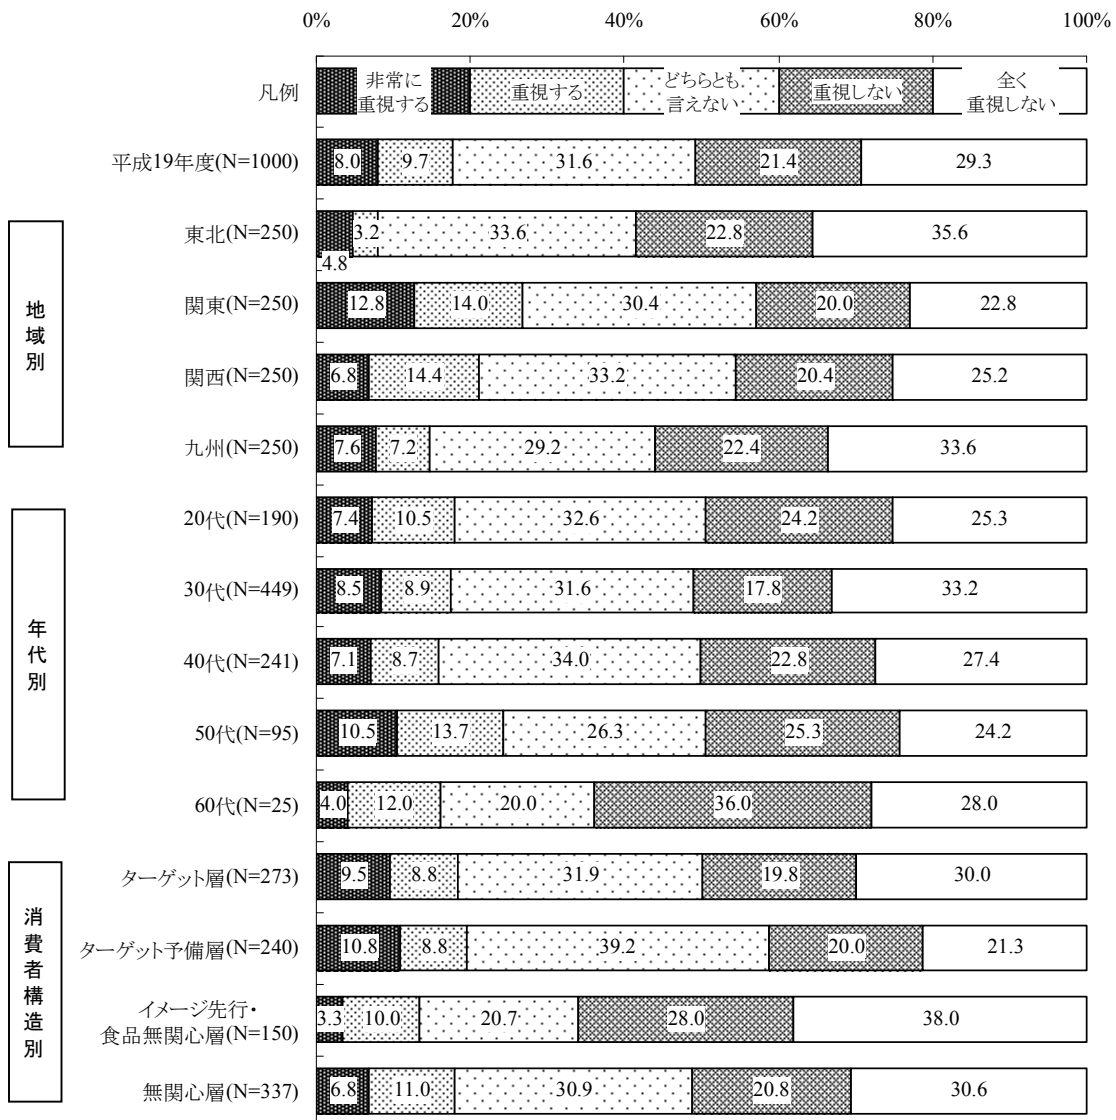 0% 20% 40% 60% 80% 100%
凡例
非常に
重視する
重視する
どちらとも
言えない
重視しない
全く
重視しない
平成19年度(N=1000) 8.0 9.7 31.6 21.4 29.3
地域別
東北(N=250) 4.8 3.2 33.6 22.8 35.6
関東(N=250) 12.8 14.0 30.4 20.0 22.8
関西(N=250) 6.8 14.4 33.2 20.4 25.2
九州(N=250) 7.6 7.2 29.2 22.4 33.6
年代別
20代(N=190) 7.4 10.5 32.6 24.2 25.3
30代(N=449) 8.5 8.9 31.6 17.8 33.2
40代(N=241) 7.1 8.7 34.0 22.8 27.4
50代(N=95) 10.5 13.7 26.3 25.3 24.2
60代(N=25) 4.0 12.0 20.0 36.0 28.0
消費者構造別
ターゲット層(N=273) 9.5 8.8 31.9 19.8 30.0
ターゲット予備層(N=240) 10.8 8.8 39.2 20.0 21.3
イメージ先行・
食品無関心層(N=150) 3.3 10.0 20.7 28.0 38.0
無関心層(N=337) 6.8 11.0 30.9 20.8 30.6